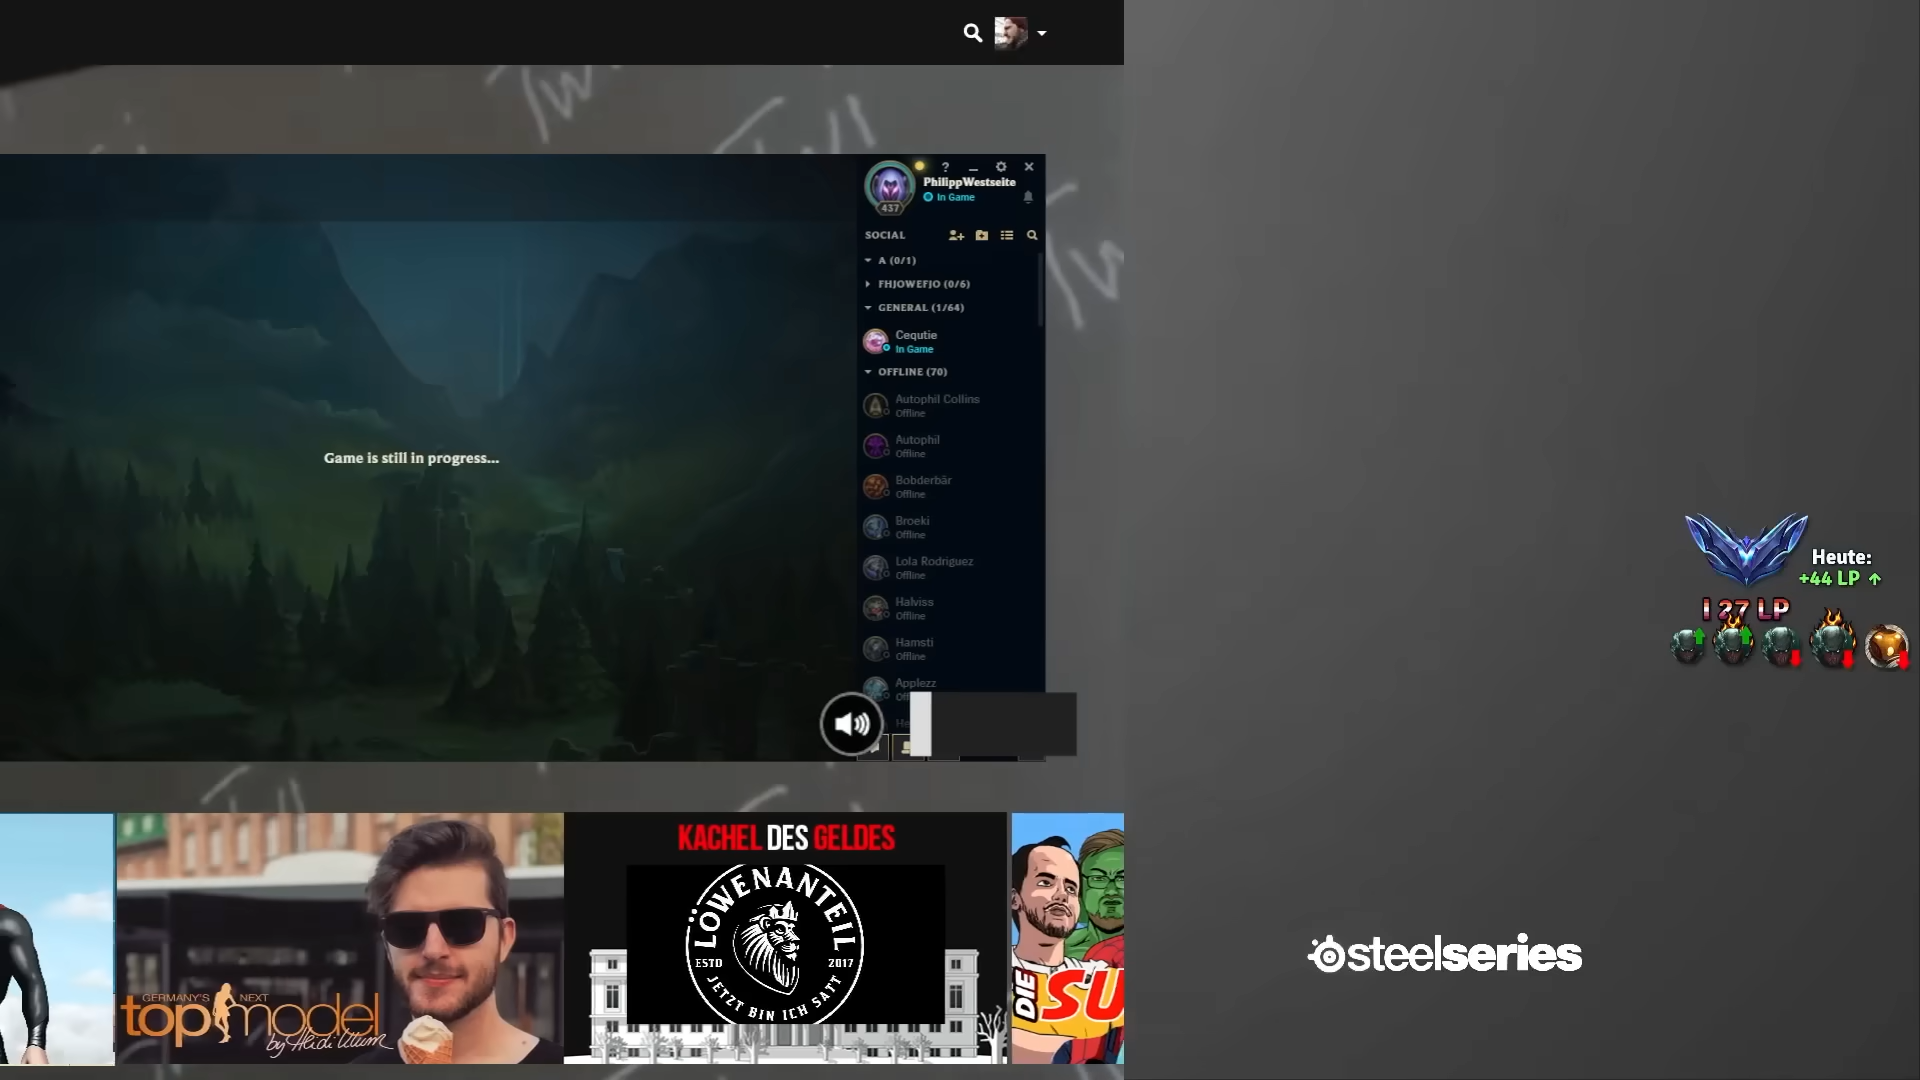 PhilippWestseite
In Game
437
SOCIAL
A (0/1)
FHJOWEFJO (0/6)
GENERAL (1/64)
Cequtie
In Game
OFFLINE (70)
Autophil Collins
Offline
Autophil
Offline
Bobderbär
Offline
Broeki
Offline
Lola Rodriguez
Offline
Halviss
Offline
Hamsti
Offline
Applezz
Game is still in progress...
Heute:
+44 LP
I 27 LP
GERMANY'S NEXT
topmodel
by Heidi Klum
KACHEL DES GELDES
LÖWENANTEIL
ESTD 2017
JETZT BIN ICH SATT
DIE
SU
steelseries